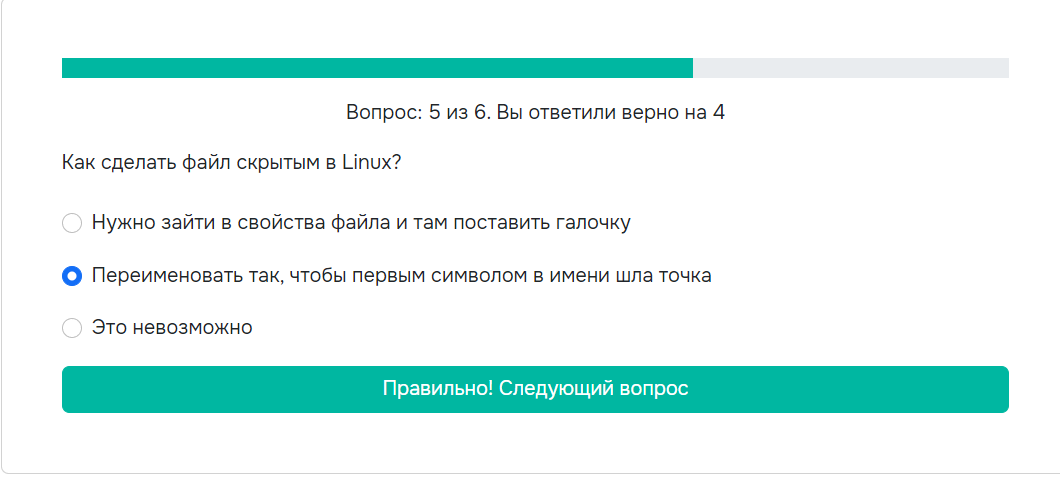 Вопрос: 5 из 6. Вы ответили верно на 4
Как сделать файл скрытым в Linux?
Нужно зайти в свойства файла и там поставить галочку
Переименовать так, чтобы первым символом в имени шла точка
Это невозможно
Правильно! Следующий вопрос